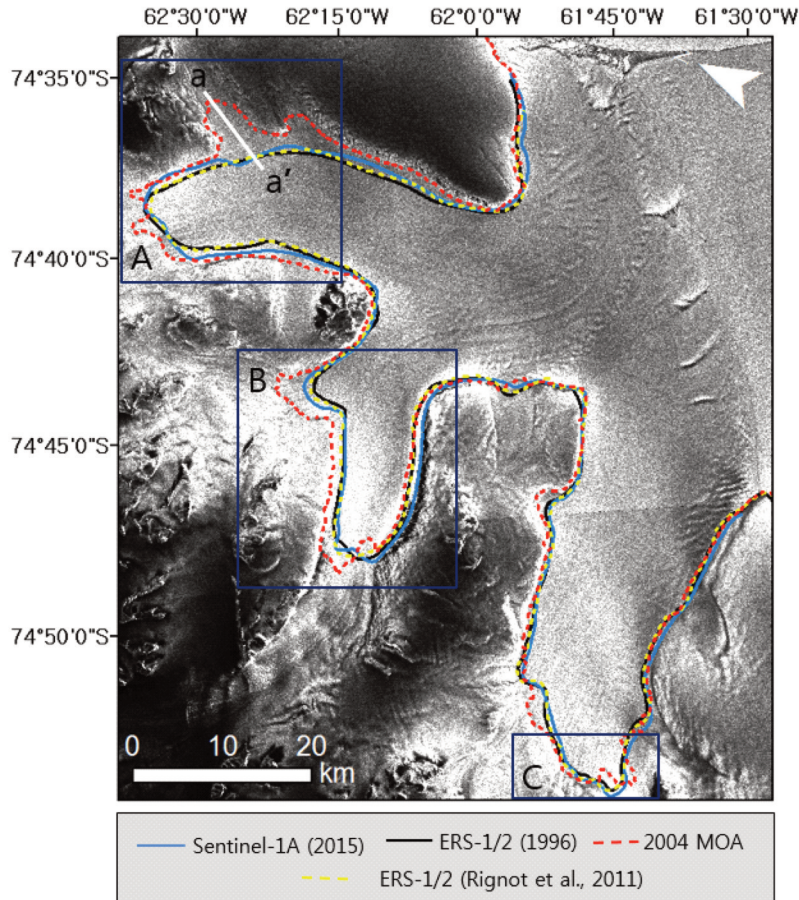 62°30'0"W 62°15'0"W 62°0'0"W 61°45'0"W 61°30'0"W
74°35'0"S
a
a'
74°40'0"S
A
B
74°45'0"S
74°50'0"S
0 10 20
km
C
Sentinel-1A (2015) ERS-1/2 (1996) 2004 MOA
ERS-1/2 (Rignot et al., 2011)